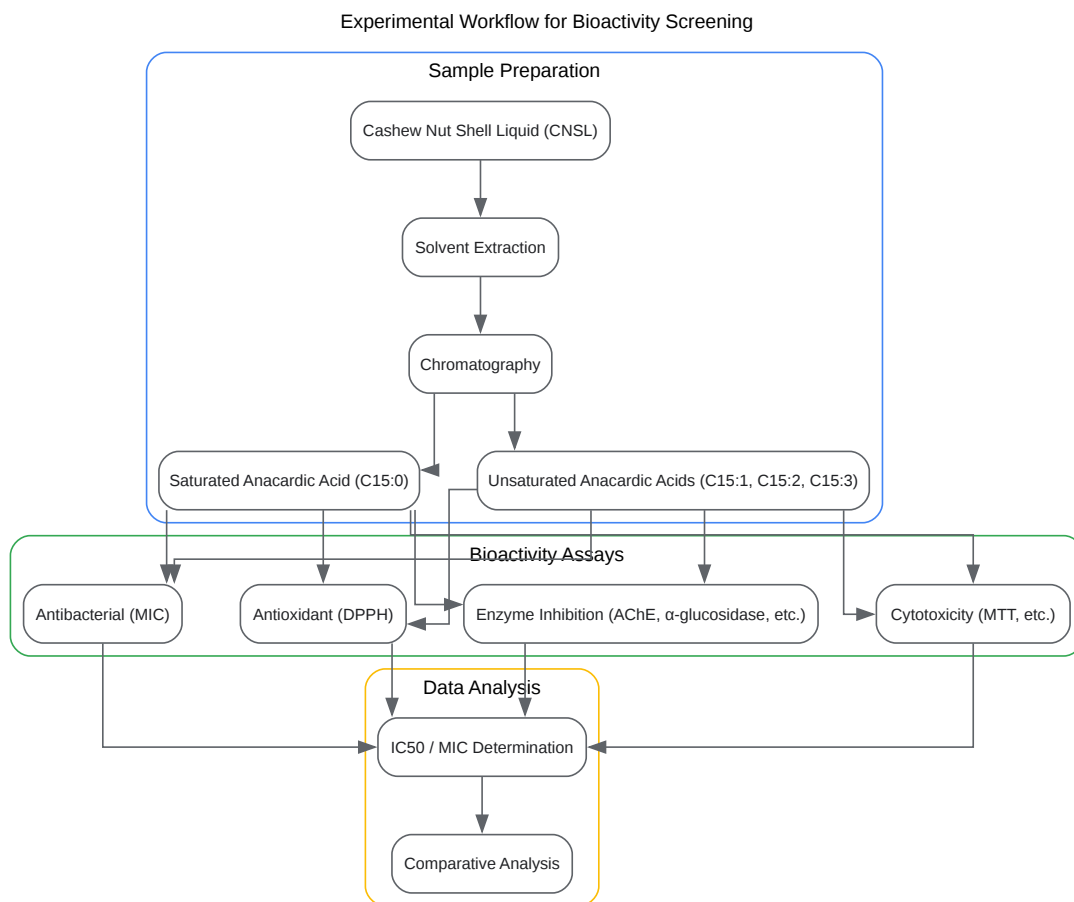 Experimental Workflow for Bioactivity Screening
Sample Preparation
Cashew Nut Shell Liquid (CNSL)
Solvent Extraction
Chromatography
Saturated Anacardic Acid (C15:0)
Unsaturated Anacardic Acids (C15:1, C15:2, C15:3)
Bioactivity Assays
Antibacterial (MIC)
Antioxidant (DPPH)
Enzyme Inhibition (AChE, α-glucosidase, etc.)
Cytotoxicity (MTT, etc.)
Data Analysis
IC50 / MIC Determination
Comparative Analysis